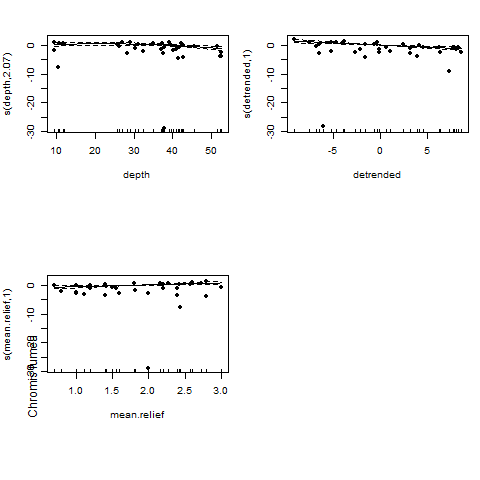 s(depth,2.07)
0
-10
-20
-30
10 20 30 40 50
depth
s(detrended,1)
0
-10
-20
-30
-5 0 5
detrended
s(mean.relief,1)
0
-10
-20
1.0 1.5 2.0 2.5 3.0
mean.relief
Chromis